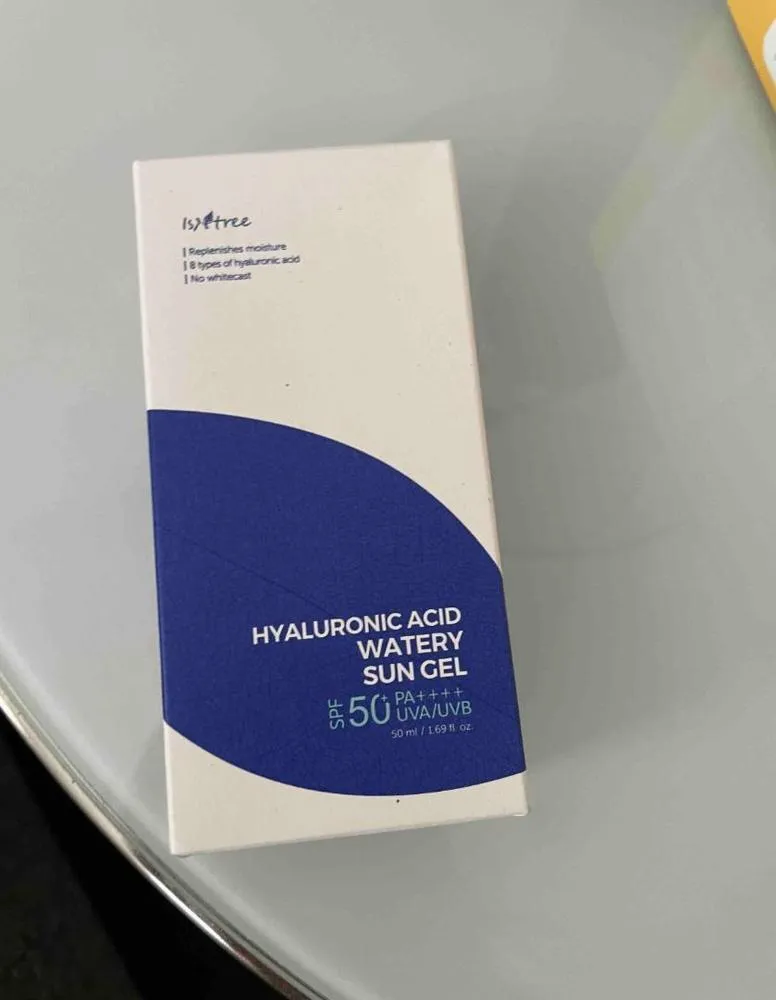 Isntree
Replenishes moisture
8 types of hyaluronic acid
No whitecast
HYALURONIC ACID
WATERY
SUN GEL
SPF 50+ PA++++
UVA/UVB
50 ml / 1.69 fl. oz.